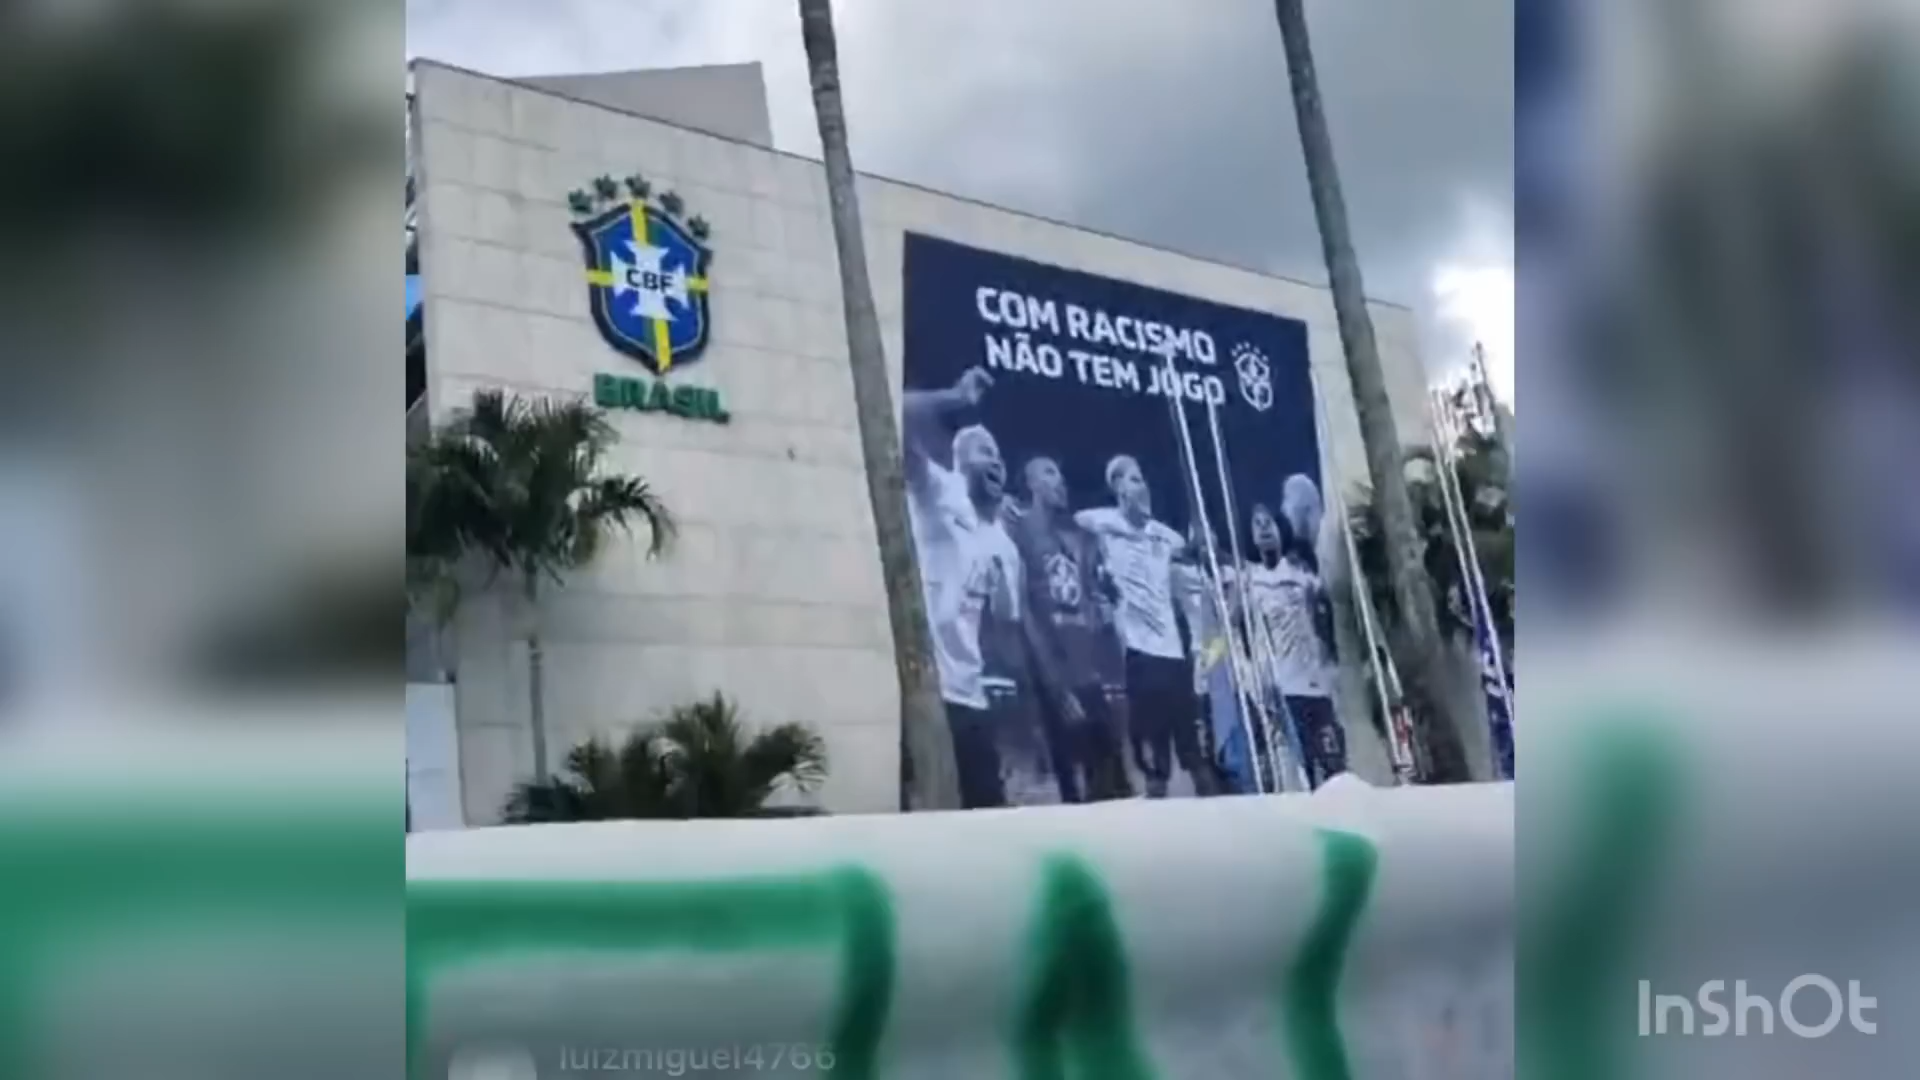 CBF
BRASIL
COM RACISMO
NÃO TEM JOGO
luizmiguel4766
InShOt